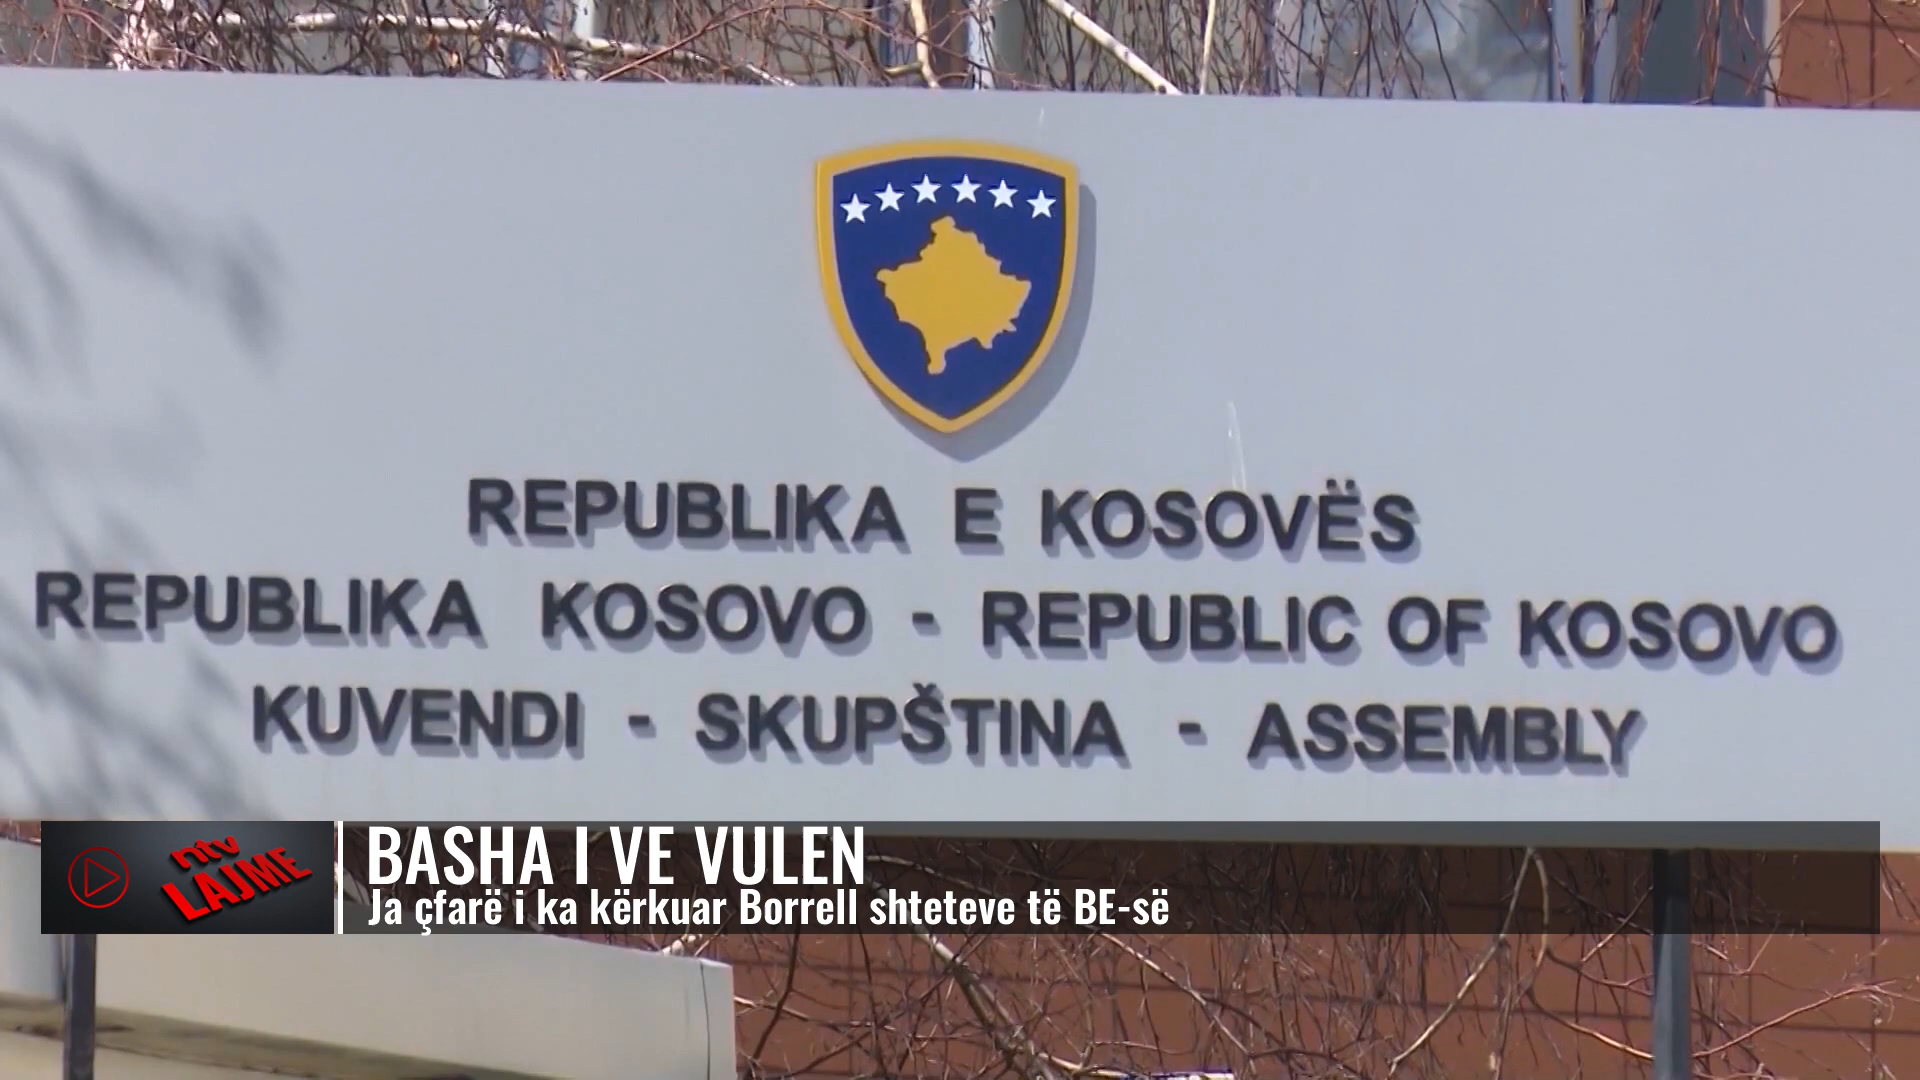 REPUBLIKA E KOSOVËS
REPUBLIKA KOSOVO - REPUBLIC OF KOSOVO
KUVENDI - SKUPŠTINA - ASSEMBLY
ntv
LAJME
BASHA I VE VULEN
Ja çfarë i ka kërkuar Borrell shteteve të BE-së